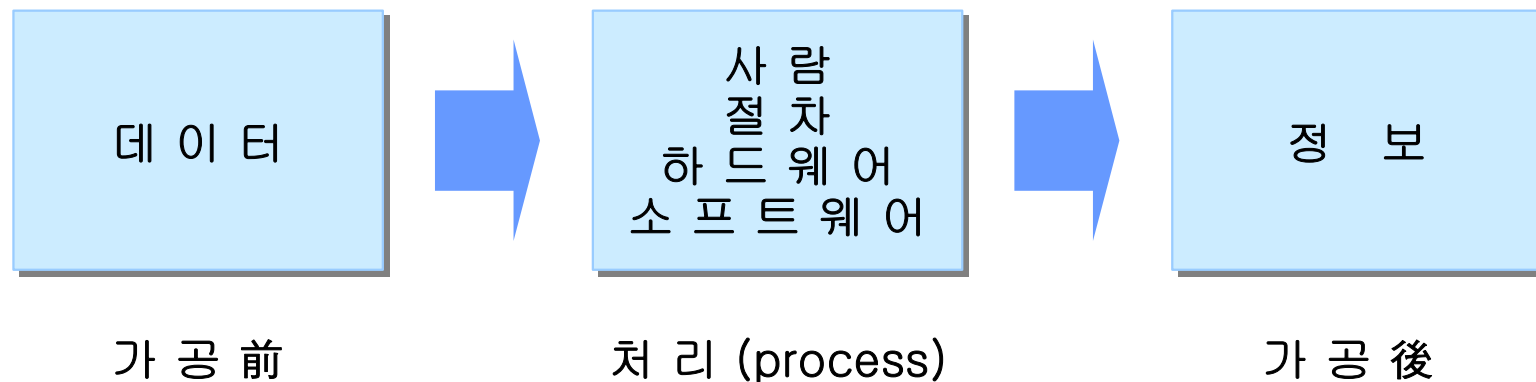 데이터
사람
절차
하드웨어
소프트웨어
정 보
가공前
처리(process)
가공後